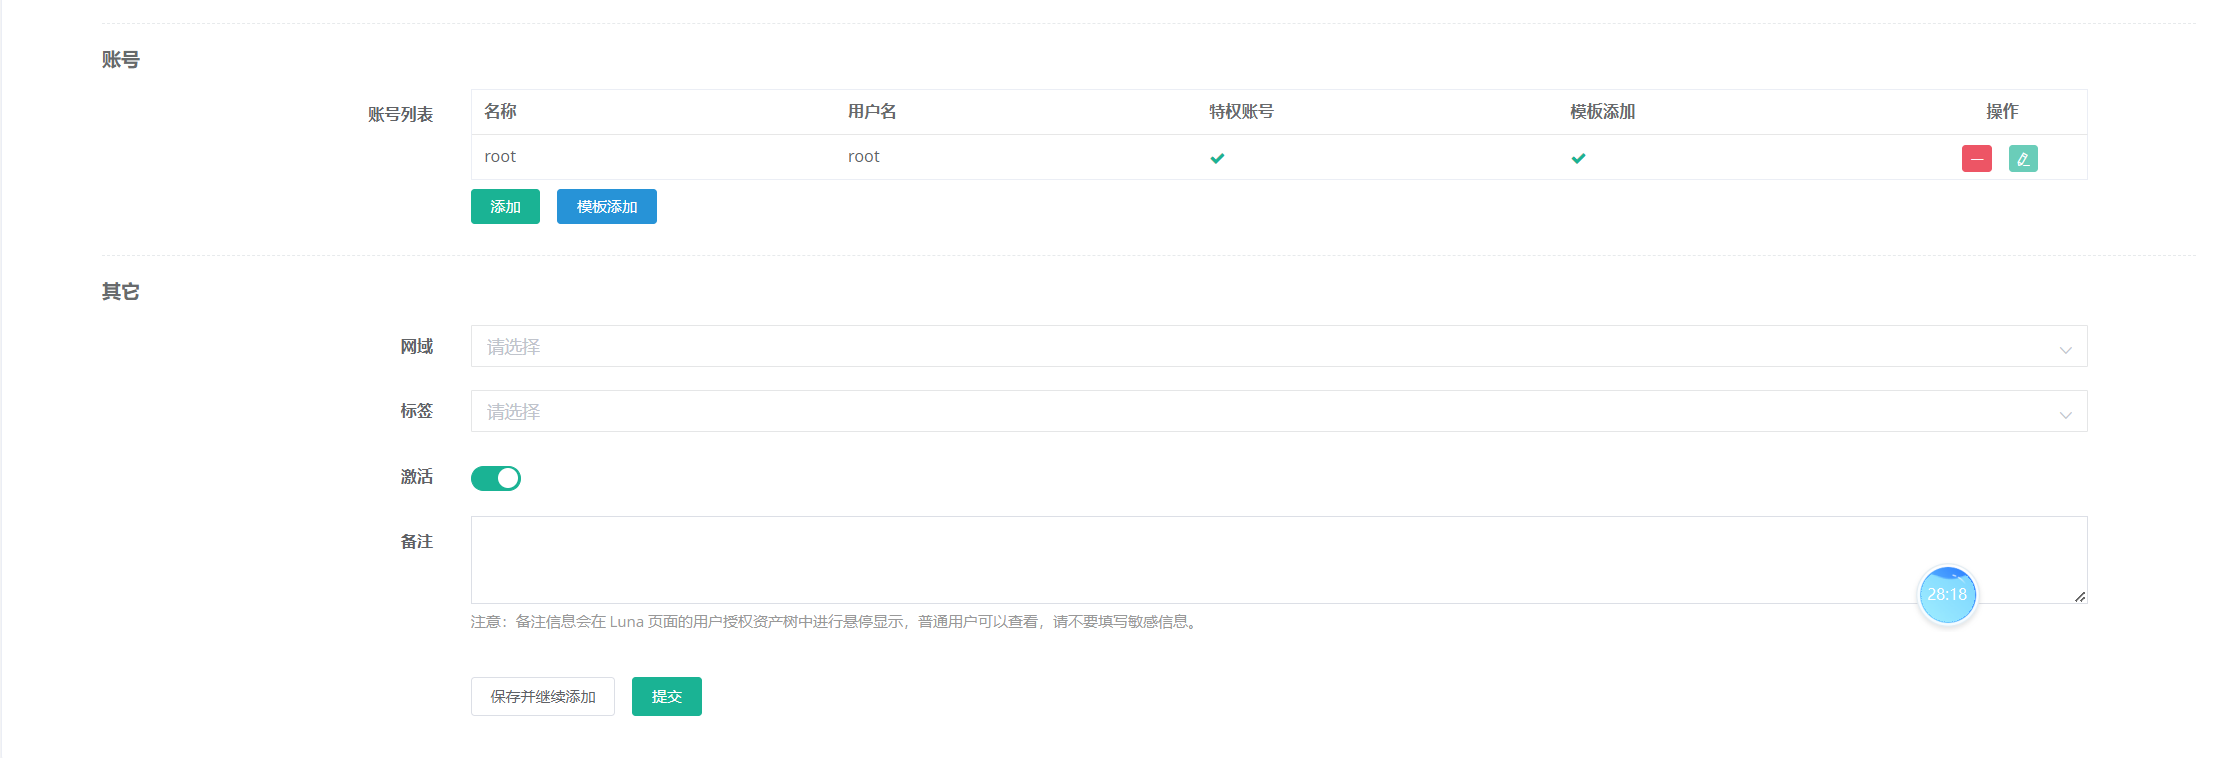 账号
账号列表
名称 用户名 特权账号 模板添加 操作
root root
添加 模板添加
其它
网域 请选择
标签 请选择
激活
备注
28:18
注意：备注信息会在 Luna 页面的用户授权资产树中进行悬停显示，普通用户可以查看，请不要填写敏感信息。
保存并继续添加 提交